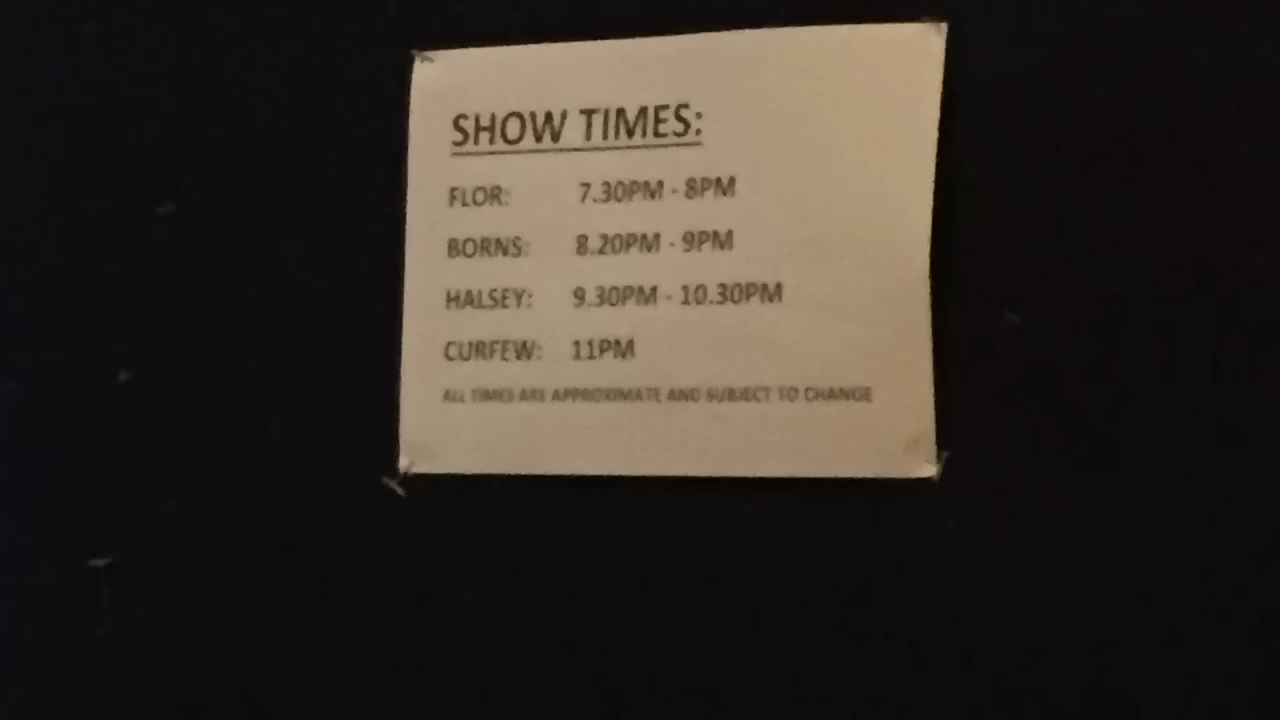 SHOW TIMES:
FLOR: 7.30PM - 8PM
BORNS: 8.20PM - 9PM
HALSEY: 9.30PM - 10.30PM
CURFEW: 11PM
ALL TIMES ARE APPROXIMATE AND SUBJECT TO CHANGE